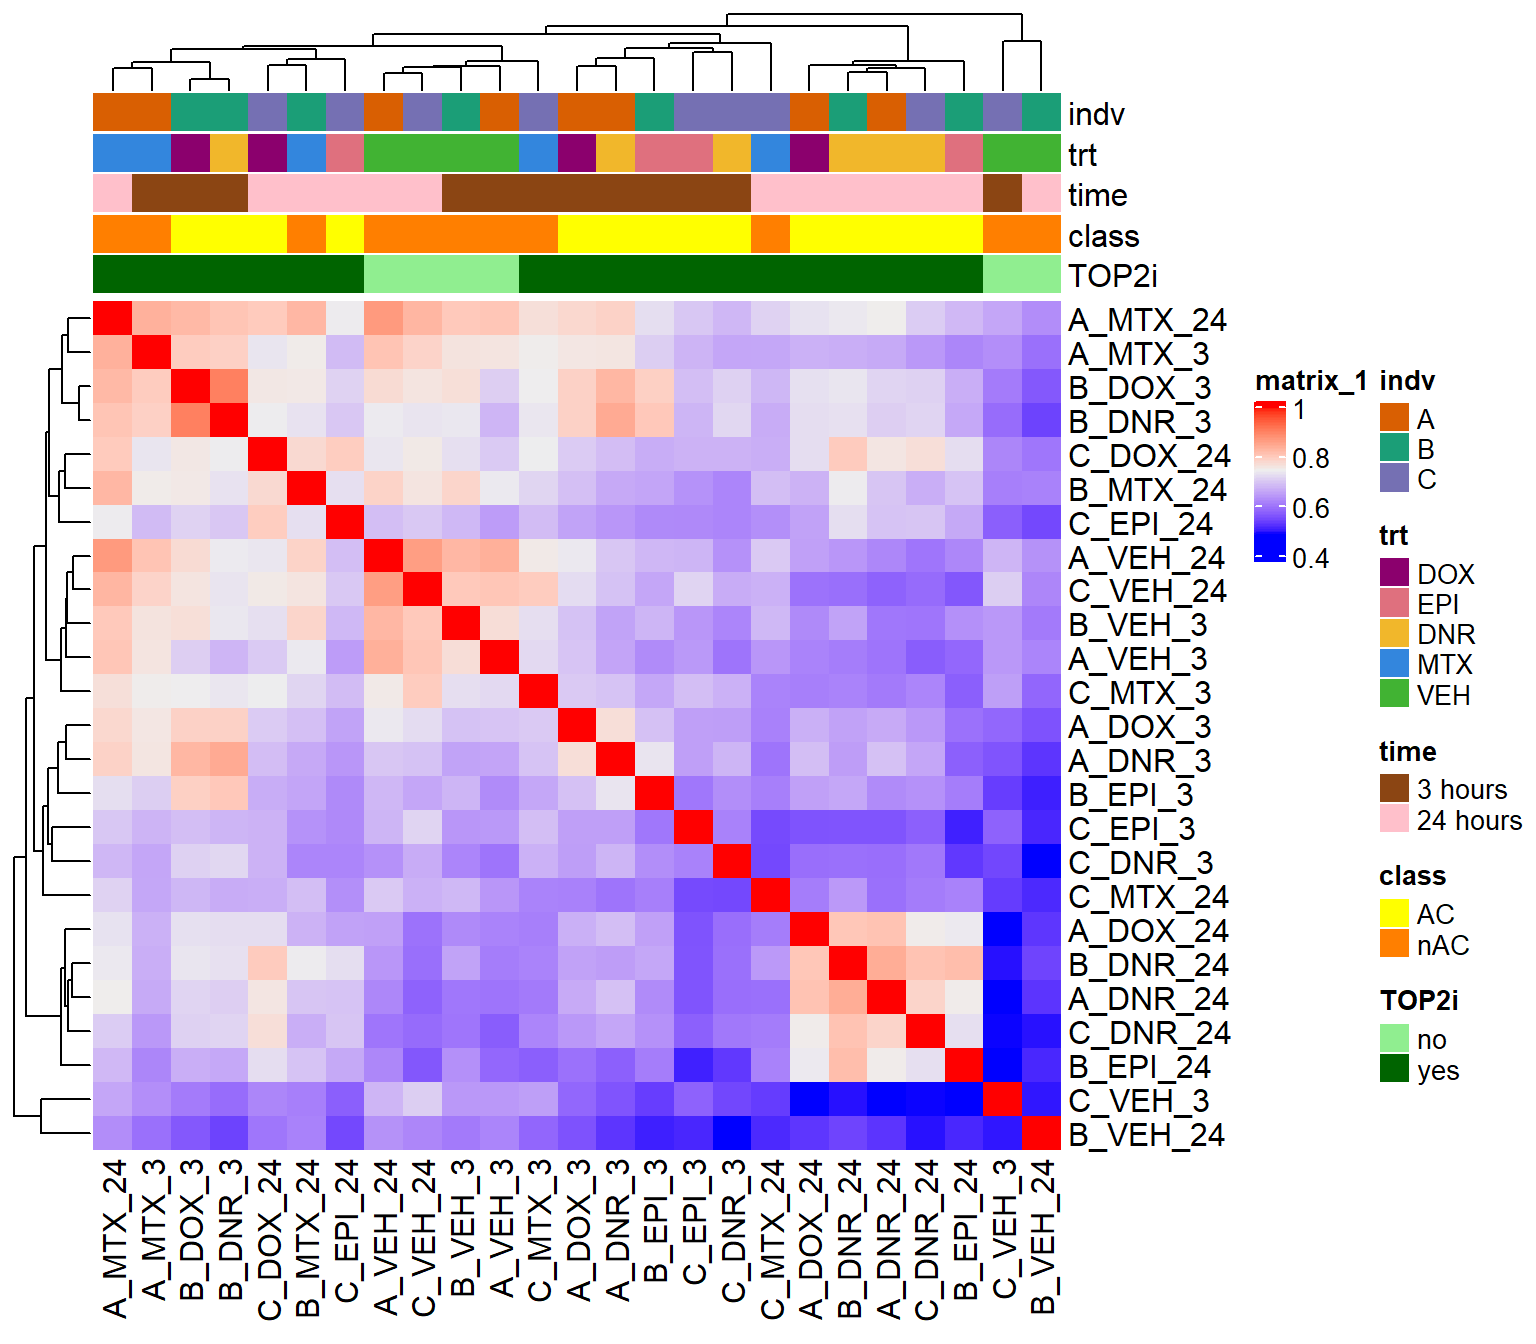 indv
trt
time
class
TOP2i
A_MTX_24
A_MTX_3
B_DOX_3
B_DNR_3
C_DOX_24
B_MTX_24
C_EPI_24
A_VEH_24
C_VEH_24
B_VEH_3
A_VEH_3
C_MTX_3
A_DOX_3
A_DNR_3
B_EPI_3
C_EPI_3
C_DNR_3
C_MTX_24
A_DOX_24
B_DNR_24
A_DNR_24
C_DNR_24
B_EPI_24
C_VEH_3
B_VEH_24
A_MTX_24
A_MTX_3
B_DOX_3
B_DNR_3
C_DOX_24
B_MTX_24
C_EPI_24
A_VEH_24
C_VEH_24
B_VEH_3
A_VEH_3
C_MTX_3
A_DOX_3
A_DNR_3
B_EPI_3
C_EPI_3
C_DNR_3
C_MTX_24
A_DOX_24
B_DNR_24
A_DNR_24
C_DNR_24
B_EPI_24
C_VEH_3
B_VEH_24
matrix_1
1
0.8
0.6
0.4
indv
A
B
C
trt
DOX
EPI
DNR
MTX
VEH
time
3 hours
24 hours
class
AC
nAC
TOP2i
no
yes